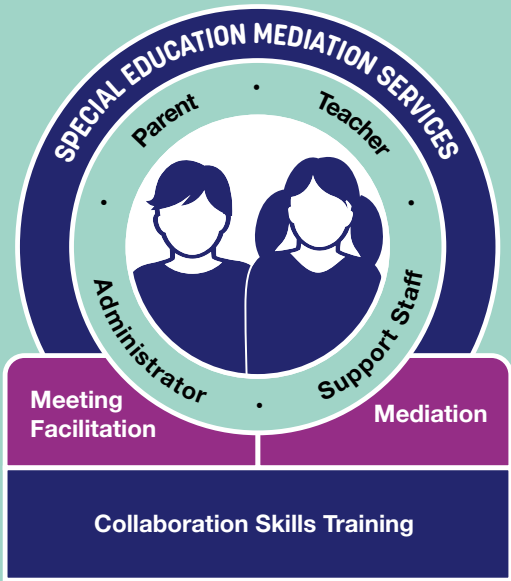 SPECIAL EDUCATION MEDIATION SERVICES
Parent
Teacher
Administrator
Support Staff
Meeting
Facilitation
Mediation
Collaboration Skills Training